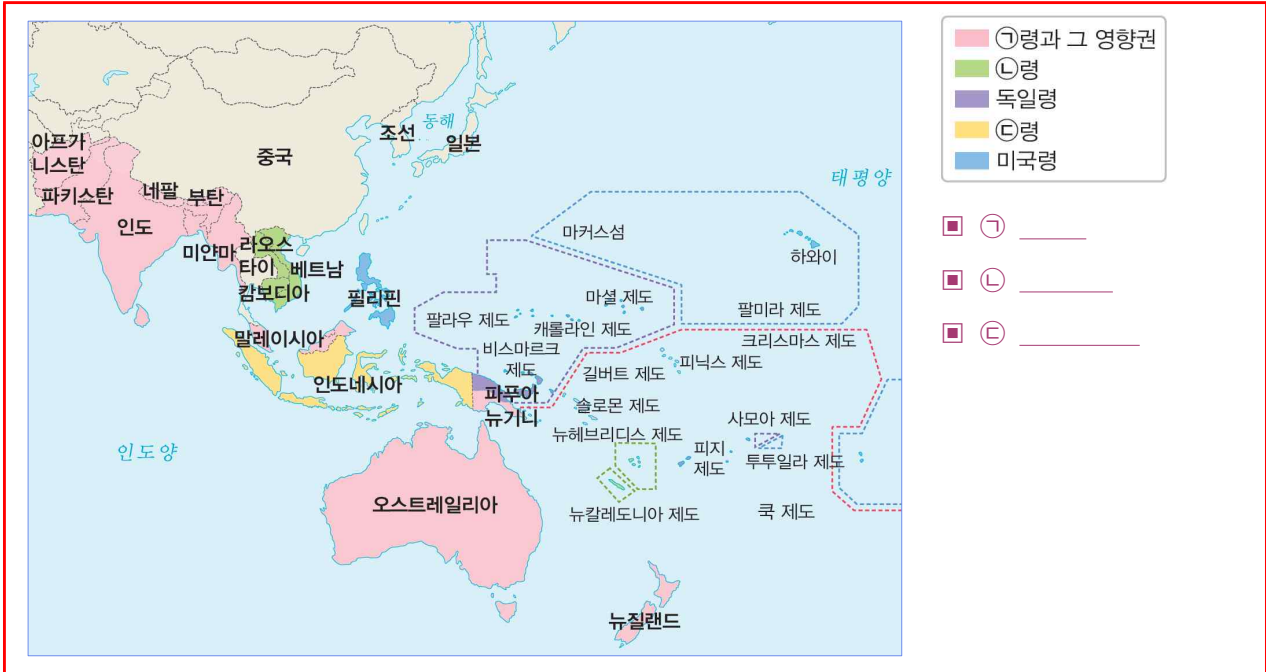 ㉠령과 그 영향권
㉡령
독일령
㉢령
미국령
▣ ㉠ ______
▣ ㉡ ________
▣ ㉢ __________
아프가
니스탄
파키스탄
네팔
부탄
인도
중국
조선
동해
일본
태평양
미얀마
라오스
타이
베트남
캄보디아
필리핀
말레이시아
인도네시아
마커스섬
하와이
마셜 제도
팔라우 제도
캐롤라인 제도
팔미라 제도
비스마르크
제도
크리스마스 제도
길버트 제도
피닉스 제도
파푸아
뉴기니
솔로몬 제도
사모아 제도
뉴헤브리디스 제도
피지
제도
투투일라 제도
인도양
오스트레일리아
뉴칼레도니아 제도
쿡 제도
뉴질랜드